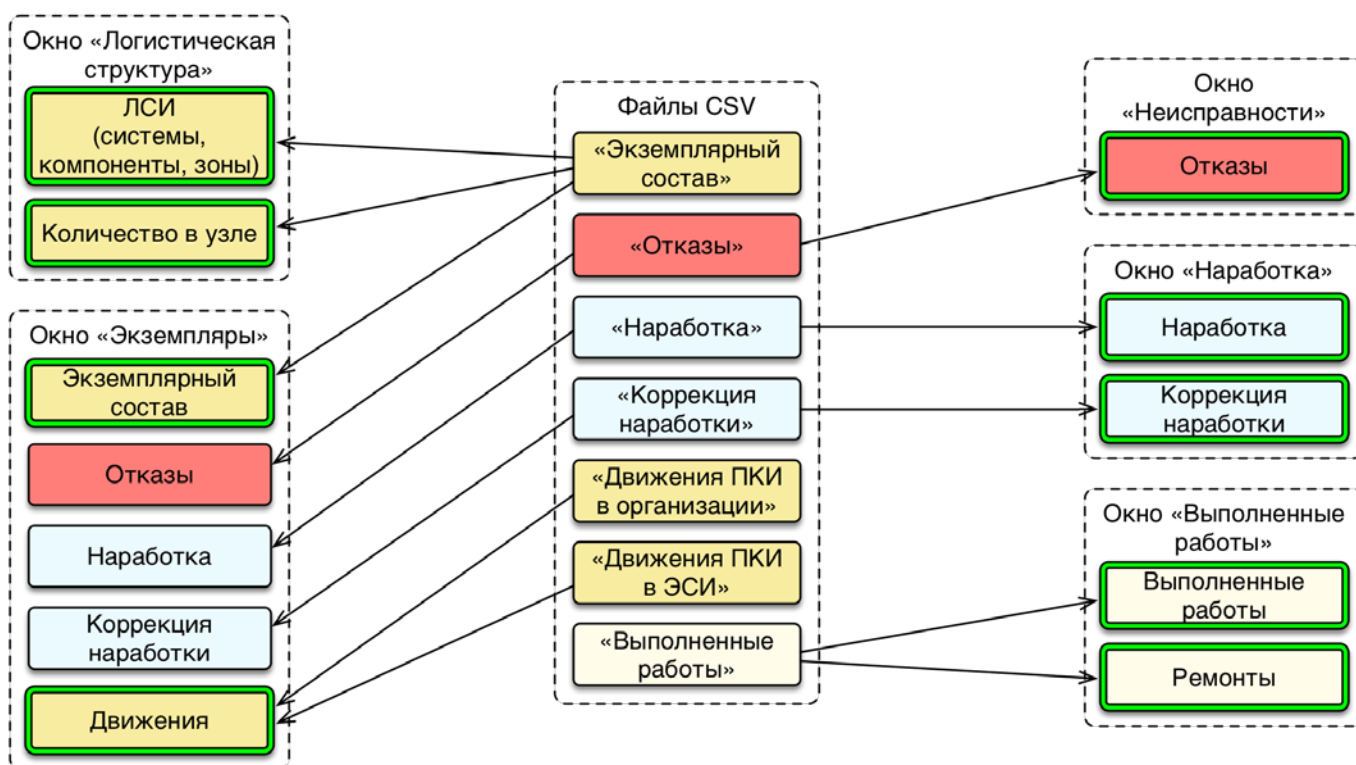 Окно «Логистическая
структура»
ЛСИ
(системы,
компоненты, зоны)
Количество в узле
Окно «Экземпляры»
Экземплярный
состав
Отказы
Наработка
Коррекция
наработки
Движения
Файлы CSV
«Экземплярный
состав»
«Отказы»
«Наработка»
«Коррекция
наработки»
«Движения ПКИ
в организации»
«Движения ПКИ
в ЭСИ»
«Выполненные
работы»
Окно
«Неисправности»
Отказы
Окно «Наработка»
Наработка
Коррекция
наработки
Окно «Выполненные
работы»
Выполненные
работы
Ремонты